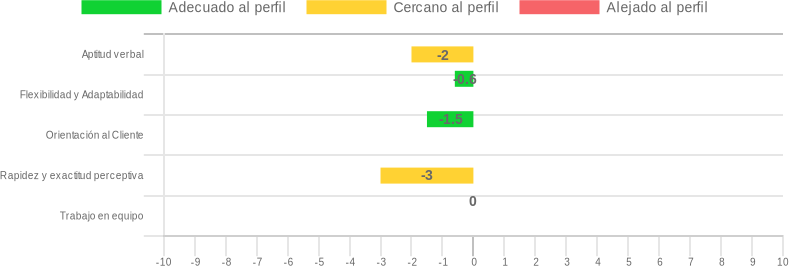 Adecuado al perfil Cercano al perfil Alejado al perfil
Aptitud verbal -2
-0.6
Flexibilidad y Adaptabilidad
-1.5
Orientación al Cliente
Rapidez y exactitud perceptiva -3
0
Trabajo en equipo
-10 -9 -8 -7 -6 -5 -4 -3 -2 -1 0 1 2 3 4 5 6 7 8 9 10